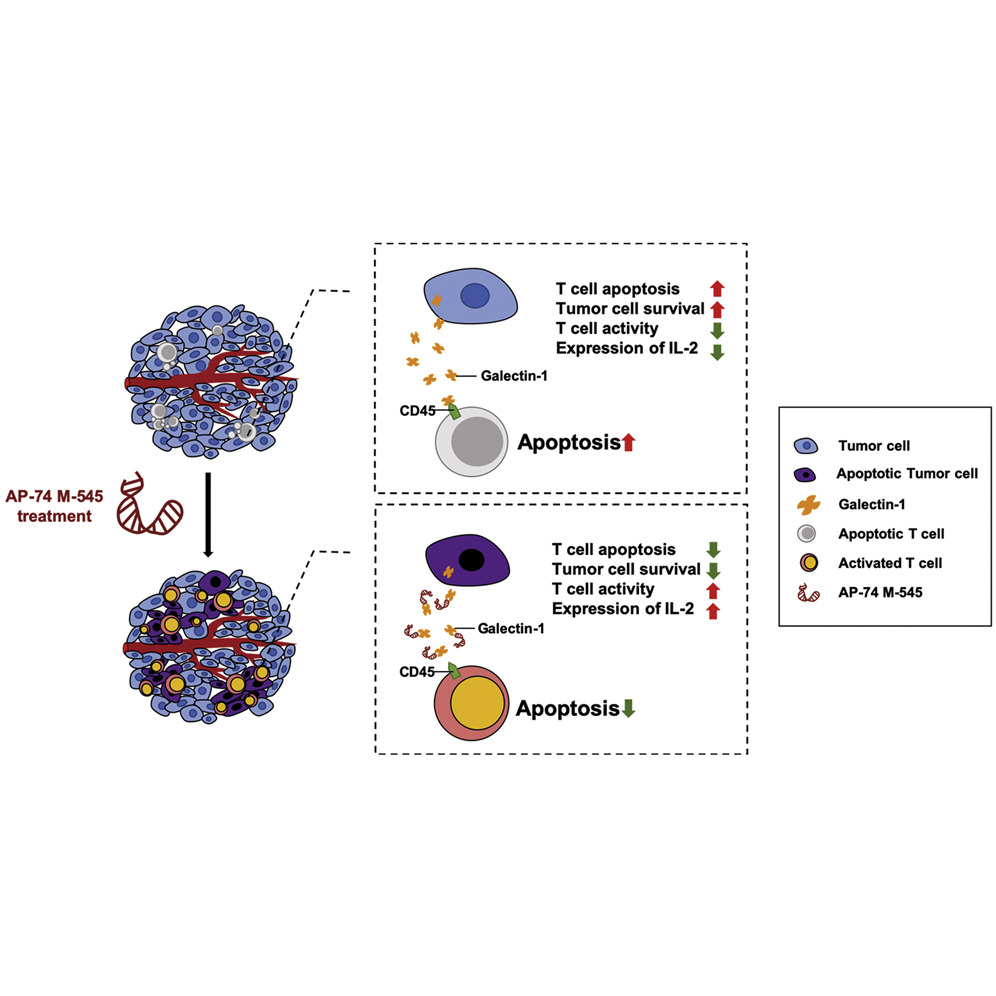 T cell apoptosis
Tumor cell survival
T cell activity
Expression of IL-2
Galectin-1
CD45
Apoptosis
AP-74 M-545
treatment
T cell apoptosis
Tumor cell survival
T cell activity
Expression of IL-2
Galectin-1
CD45
Apoptosis
Tumor cell
Apoptotic Tumor cell
Galectin-1
Apoptotic T cell
Activated T cell
AP-74 M-545